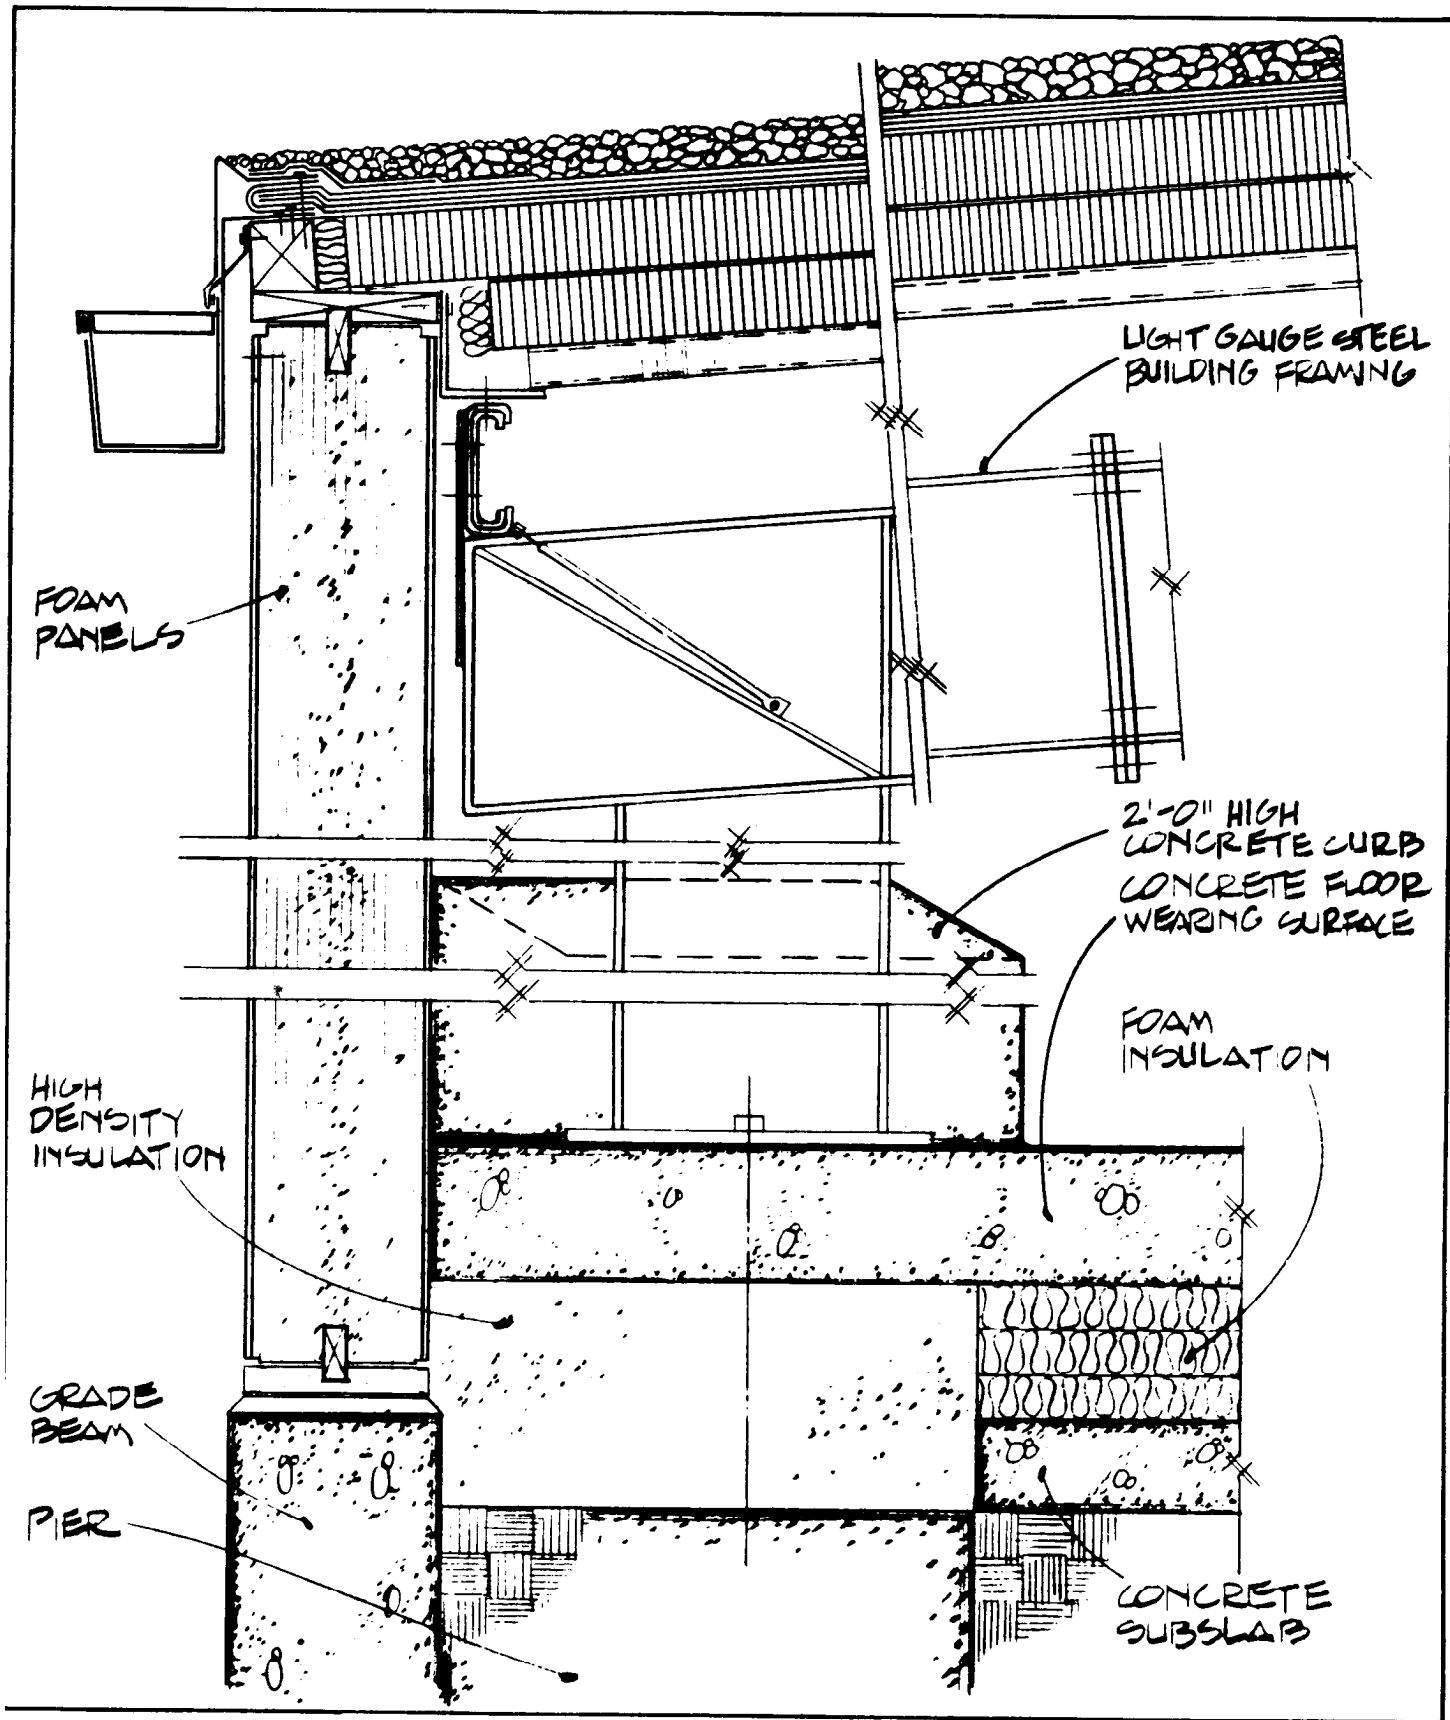 LIGHT GAUGE STEEL
BUILDING FRAMING
FOAM
PANELS
2'-0" HIGH
CONCRETE CURB
CONCRETE FLOOR
WEARING SURFACE
FOAM
INSULATION
HIGH
DENSITY
INSULATION
GRADE
BEAM
PIER
CONCRETE
SUBSLAB